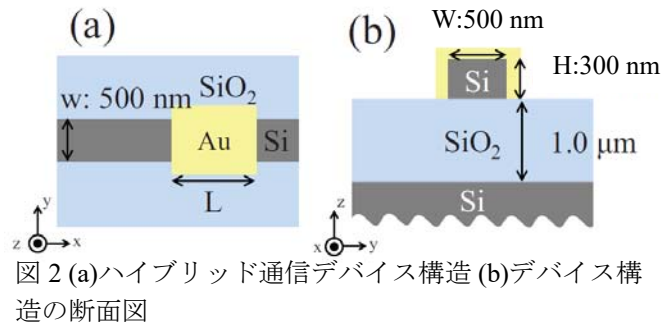 (a)
SiO2
w: 500 nm
Au
Si
L
y
z
x
(b)
W:500 nm
Si
H:300 nm
SiO2
1.0 μm
Si
z
x
y
図 2 (a)ハイブリッド通信デバイス構造 (b)デバイス構
造の断面図